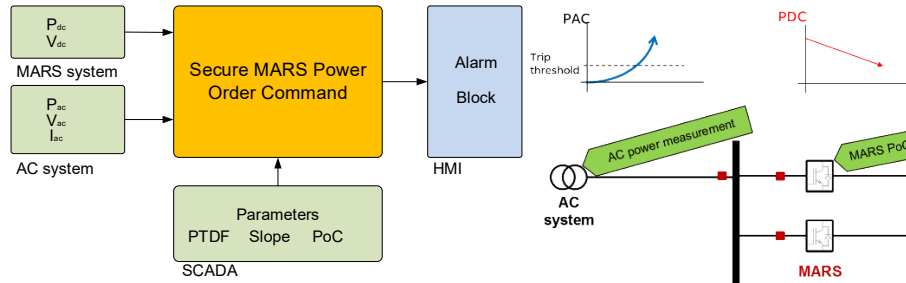 Pdc
Vdc
MARS system
Pac
Vac
Iac
AC system
Secure MARS Power
Order Command
Alarm
Block
HMI
Parameters
PTDF Slope PoC
SCADA
PAC
Trip
threshold
PDC
AC power measurement
MARS PoC
AC
system
MARS